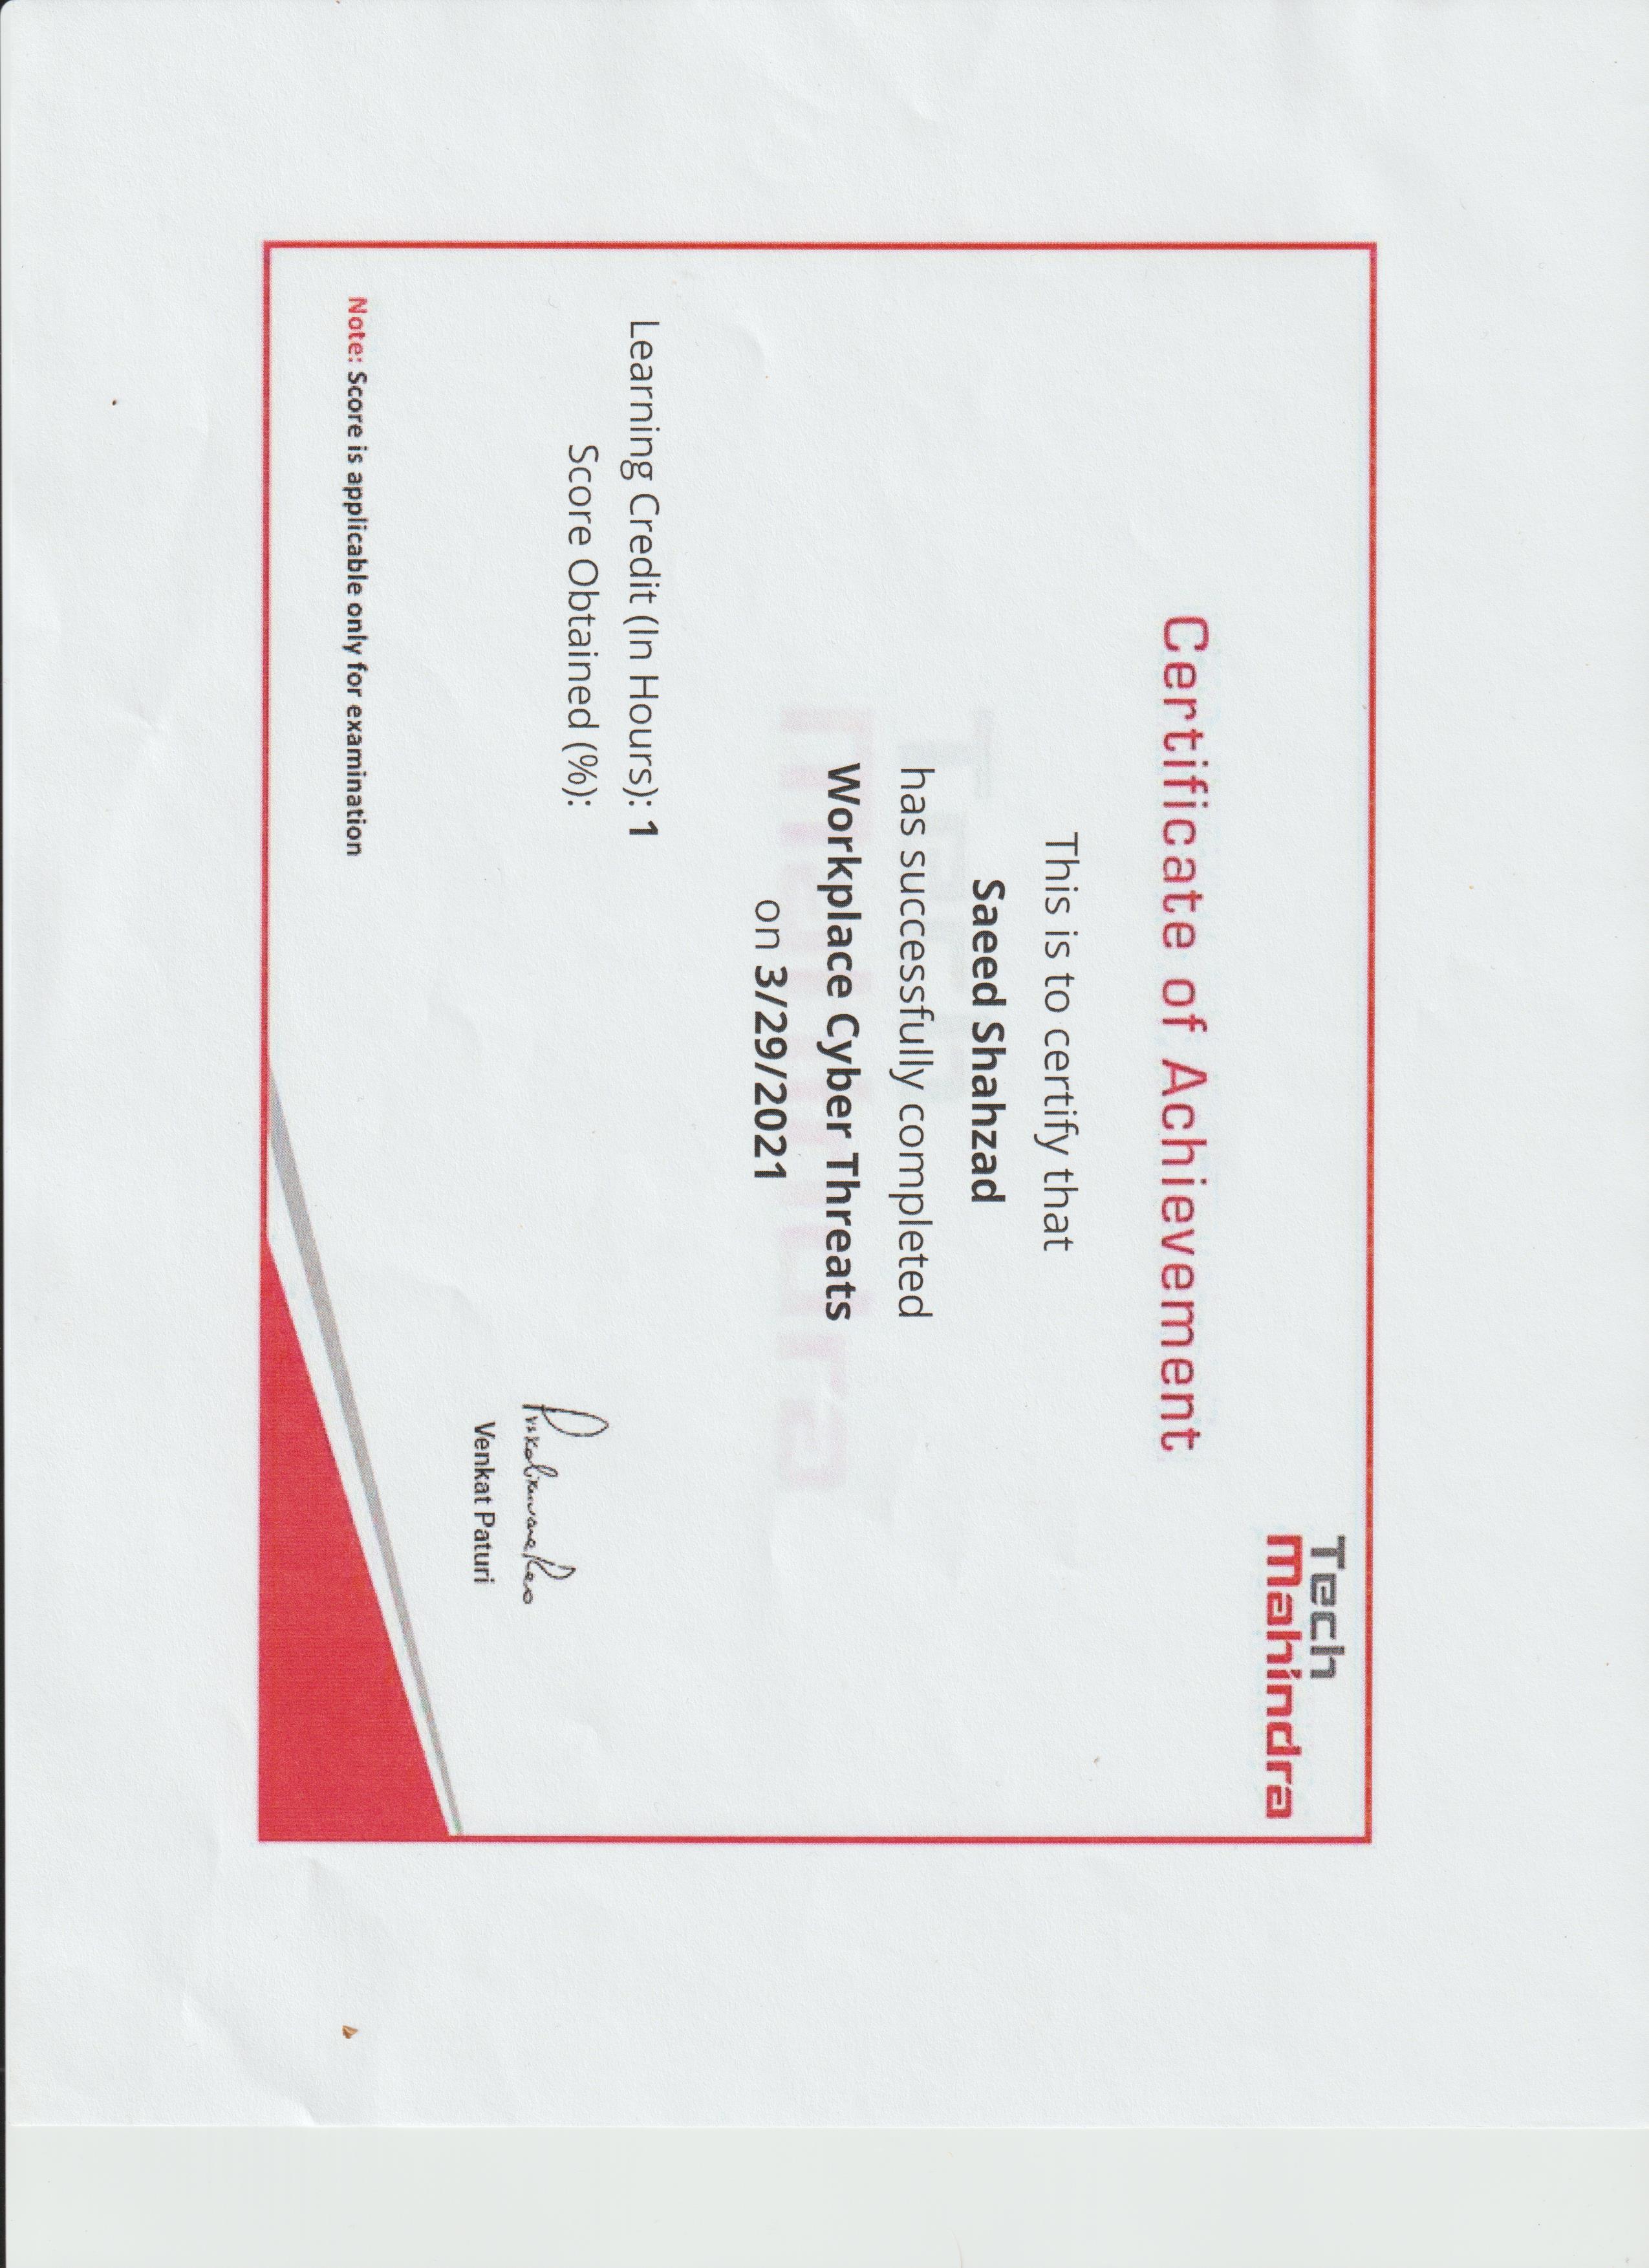 Tech
Mahindra
Certificate of Achievement
This is to certify that
Saeed Shahzad
has successfully completed
Workplace Cyber Threats
on 3/29/2021
Learning Credit (In Hours): 1
Score Obtained (%):
Venkat Paturi
Note: Score is applicable only for examination
Tech
Mahindra